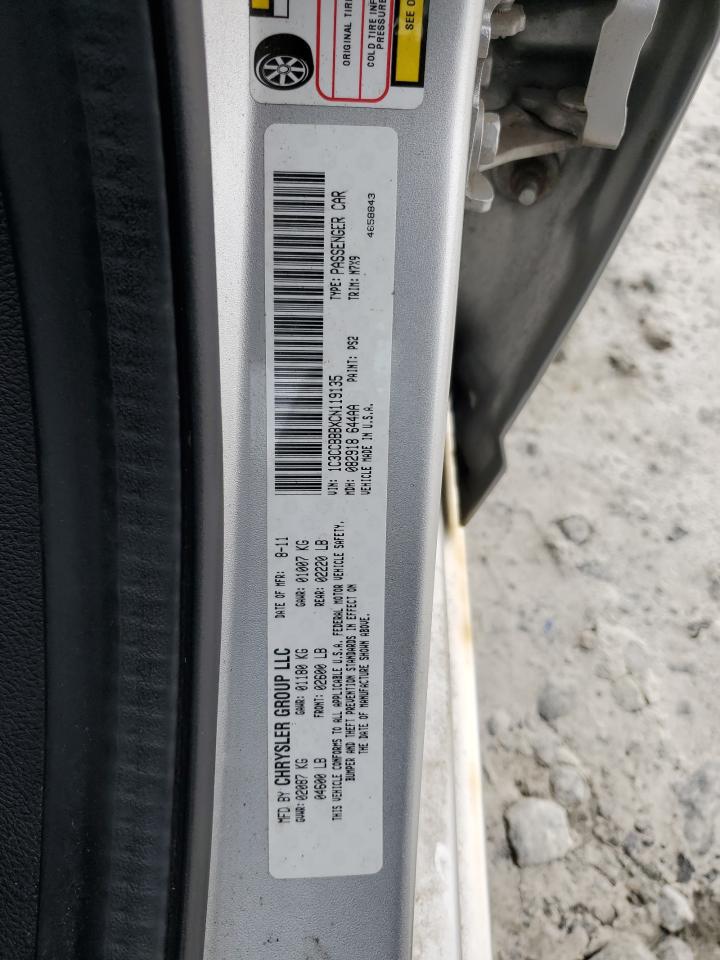 MFD BY CHRYSLER GROUP LLC DATE OF MFR: 8-11
GVWR: 02087 KG GAWR: 01180 KG GAWR: 01007 KG
04600 LB FRONT: 02600 LB REAR: 02220 LB
THIS VEHICLE CONFORMS TO ALL APPLICABLE U.S.A. FEDERAL MOTOR VEHICLE SAFETY,
BUMPER AND THEFT PREVENTION STANDARDS IN EFFECT ON
THE DATE OF MANUFACTURE SHOWN ABOVE.
VIN: 1C3CCBBBXCN119135 TYPE: PASSENGER CAR
MDH: 082918 644AA PAINT: PS2 TRIM: M7X9
VEHICLE MADE IN U.S.A.
4658843
ORIGINAL TIRE
COLD TIRE INF
PRESSURE
SEE O